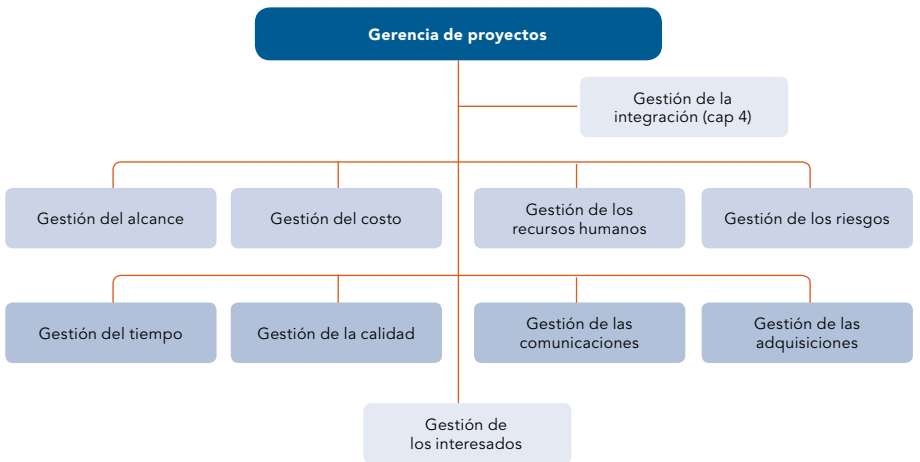 Gerencia de proyectos
Gestión de la
integración (cap 4)
Gestión del alcance
Gestión del costo
Gestión de los
recursos humanos
Gestión de los riesgos
Gestión del tiempo
Gestión de la calidad
Gestión de las
comunicaciones
Gestión de las
adquisiciones
Gestión de
los interesados